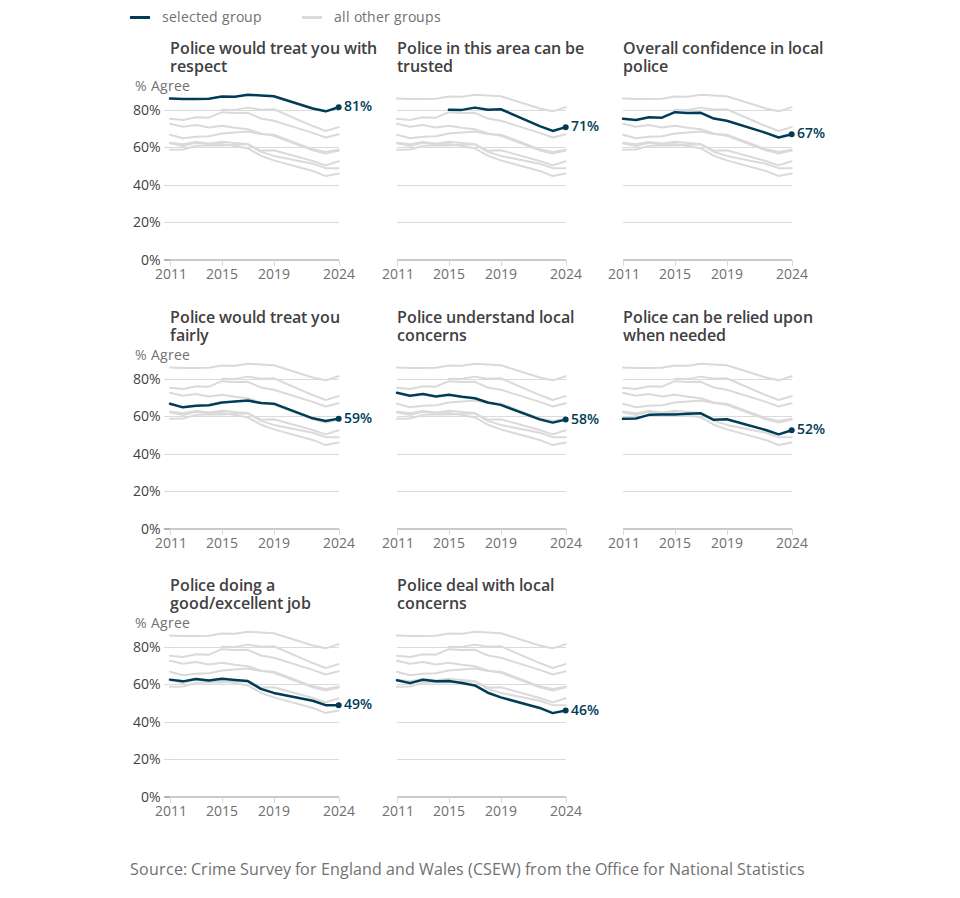 selected group
all other groups
Police would treat you with
respect
% Agree
80%
60%
40%
20%
0%
2011 2015 2019 2024
81%
Police in this area can be
trusted
71%
2011 2015 2019 2024
Overall confidence in local
police
67%
2011 2015 2019 2024
Police would treat you
fairly
% Agree
80%
60%
40%
20%
0%
2011 2015 2019 2024
59%
Police understand local
concerns
58%
2011 2015 2019 2024
Police can be relied upon
when needed
52%
2011 2015 2019 2024
Police doing a
good/excellent job
% Agree
80%
60%
40%
20%
0%
2011 2015 2019 2024
49%
Police deal with local
concerns
46%
2011 2015 2019 2024
Source: Crime Survey for England and Wales (CSEW) from the Office for National Statistics